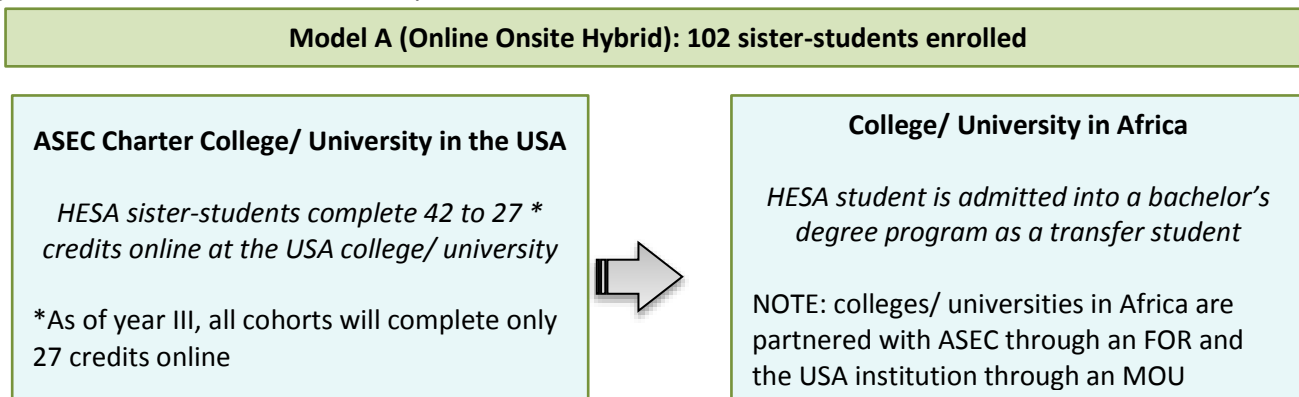 Model A (Online Onsite Hybrid): 102 sister-students enrolled
ASEC Charter College/ University in the USA
HESA sister-students complete 42 to 27 *
credits online at the USA college/ university
*As of year III, all cohorts will complete only
27 credits online
College/ University in Africa
HESA student is admitted into a bachelor’s
degree program as a transfer student
NOTE: colleges/ universities in Africa are
partnered with ASEC through an FOR and
the USA institution through an MOU